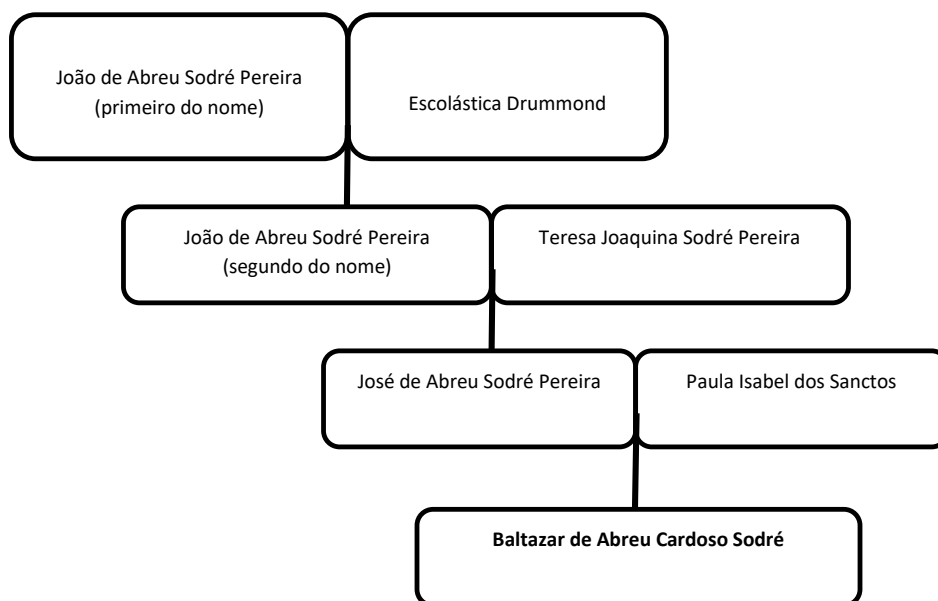 João de Abreu Sodré Pereira
(primeiro do nome)
Escolástica Drummond
João de Abreu Sodré Pereira
(segundo do nome)
Teresa Joaquina Sodré Pereira
José de Abreu Sodré Pereira
Paula Isabel dos Sanctos
Baltazar de Abreu Cardoso Sodré